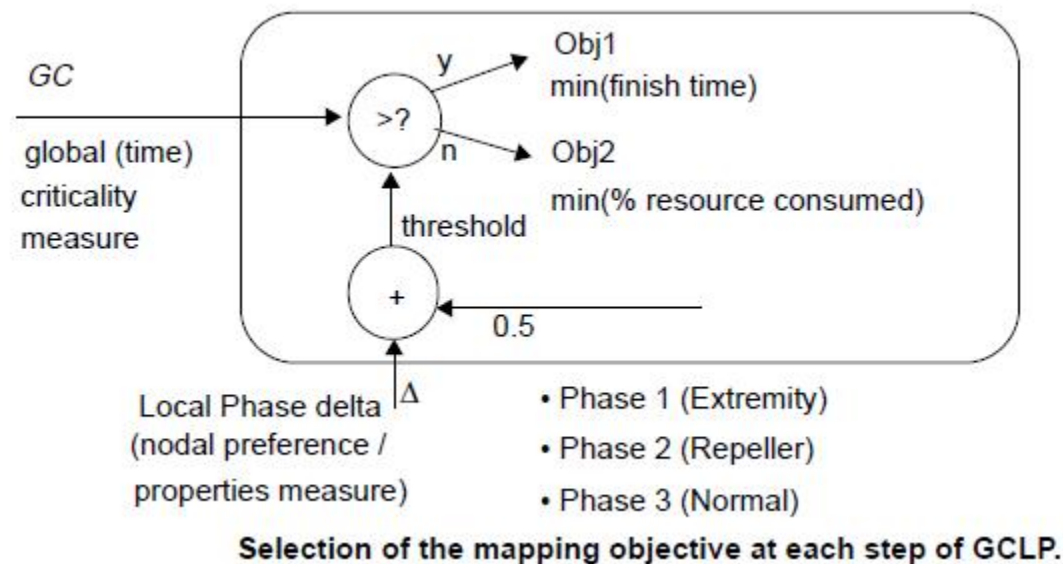 GC
global (time)
criticality
measure
>?
y
n
Obj1
min(finish time)
Obj2
min(% resource consumed)
threshold
+
0.5
Δ
Local Phase delta
(nodal preference /
properties measure)
• Phase 1 (Extremity)
• Phase 2 (Repeller)
• Phase 3 (Normal)
Selection of the mapping objective at each step of GCLP.